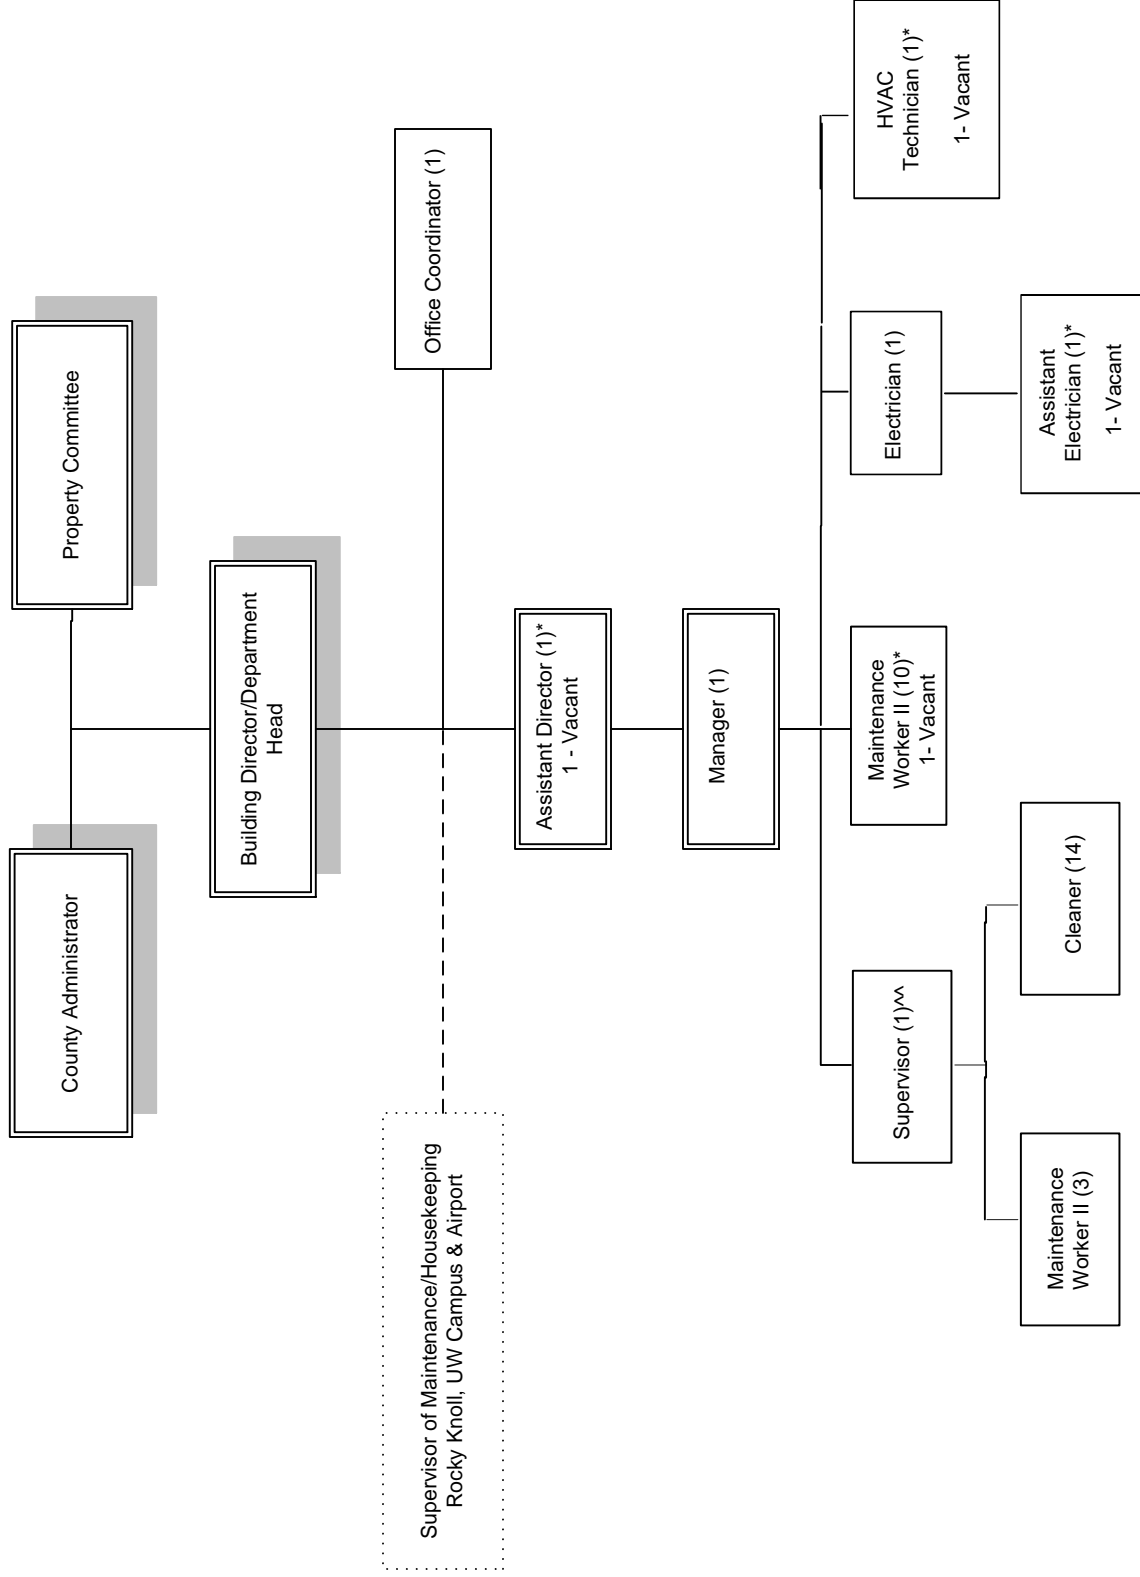 County Administrator
Property Committee
Building Director/Department
Head
Supervisor of Maintenance/Housekeeping
Rocky Knoll, UW Campus & Airport
Office Coordinator (1)
Assistant Director (1)*
1 - Vacant
Manager (1)
Supervisor (1)^^
Maintenance
Worker II (10)*
1- Vacant
Electrician (1)
HVAC
Technician (1)*
1- Vacant
Maintenance
Worker II (3)
Cleaner (14)
Assistant
Electrician (1)*
1- Vacant